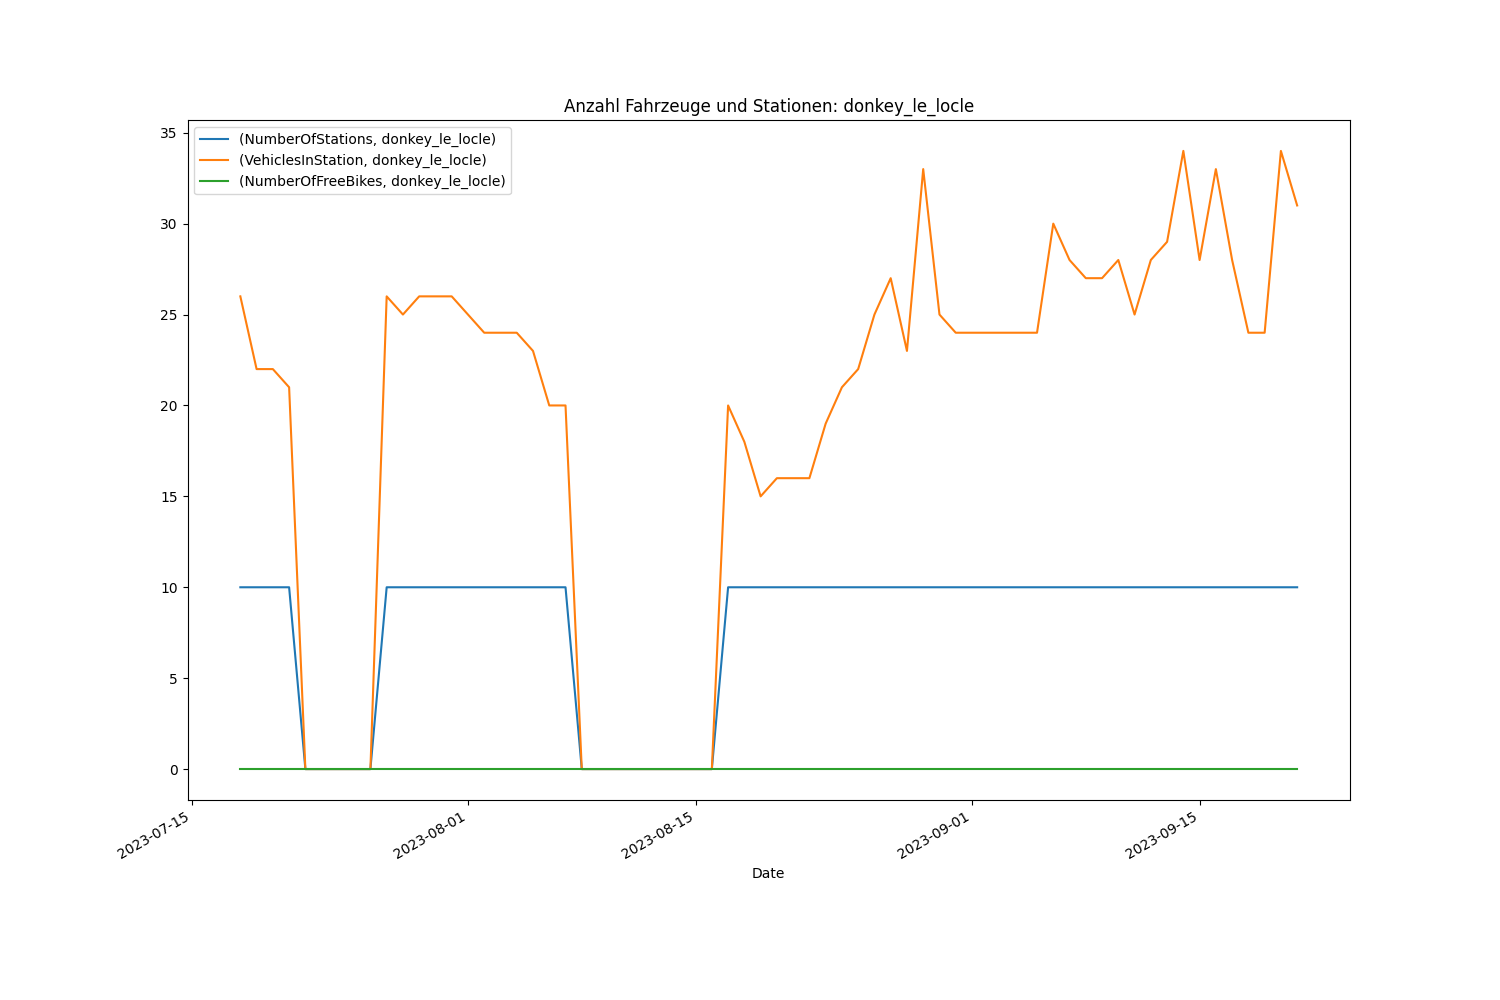 Anzahl Fahrzeuge und Stationen: donkey_le_locle
(NumberOfStations, donkey_le_locle)
(VehiclesInStation, donkey_le_locle)
(NumberOfFreeBikes, donkey_le_locle)
35
30
25
20
15
10
5
0
2023-07-15
2023-08-01
2023-08-15
2023-09-01
2023-09-15
Date